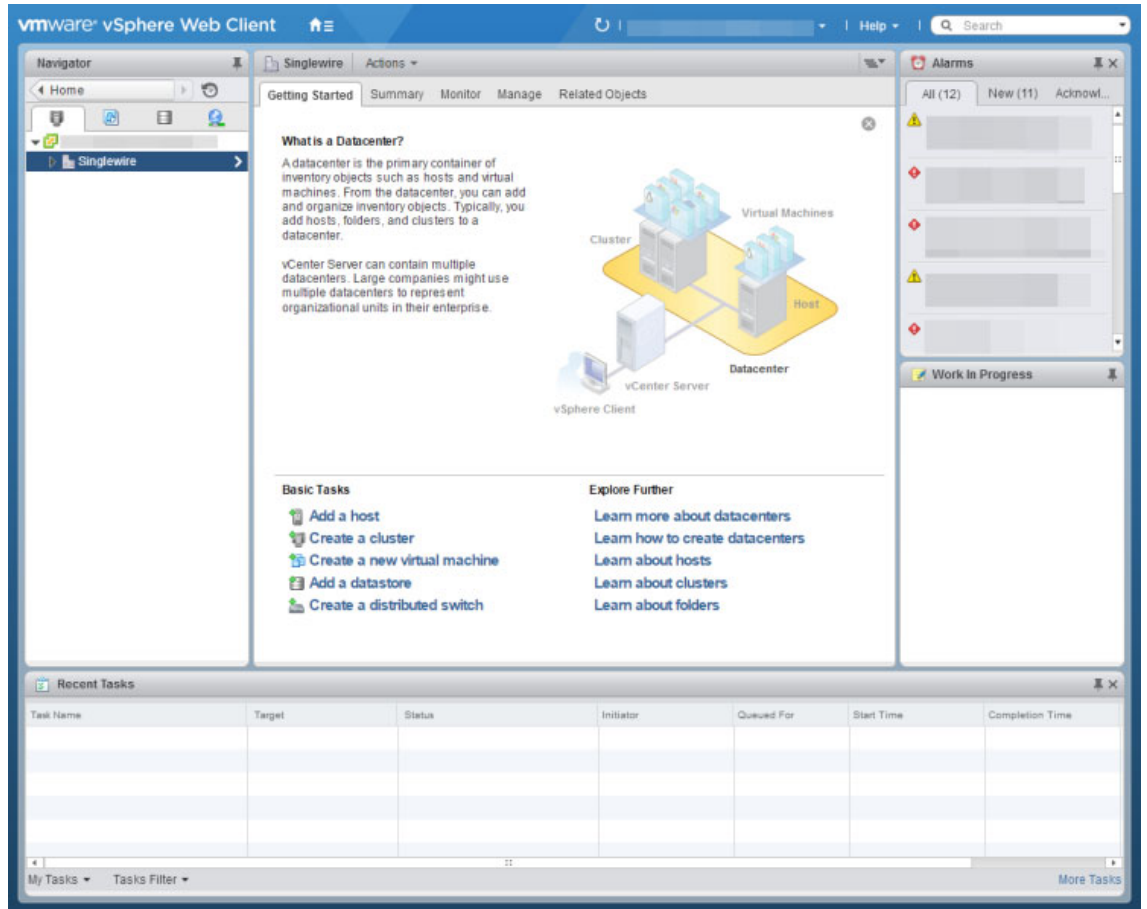 vmware® vSphere Web Client
Help
Search
Navigator
Home
Singlewire
Singlewire Actions
Getting Started Summary Monitor Manage Related Objects
What is a Datacenter?
A datacenter is the primary container of
inventory objects such as hosts and virtual
machines. From the datacenter, you can add
and organize inventory objects. Typically, you
add hosts, folders, and clusters to a
datacenter.
vCenter Server can contain multiple
datacenters. Large companies might use
multiple datacenters to represent
organizational units in their enterprise.
Virtual Machines
Cluster
Host
Datacenter
vCenter Server
vSphere Client
Basic Tasks
Add a host
Create a cluster
Create a new virtual machine
Add a datastore
Create a distributed switch
Explore Further
Learn more about datacenters
Learn how to create datacenters
Learn about hosts
Learn about clusters
Learn about folders
Alarms
All (12) New (11) Acknowl...
Work In Progress
Recent Tasks
Task Name Target Status Initiator Queued For Start Time Completion Time
My Tasks Tasks Filter More Tasks